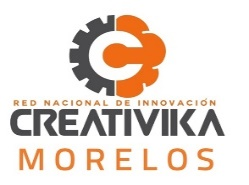 RED NACIONAL DE INNOVACIÓN
CREATIVIKA
MORELOS